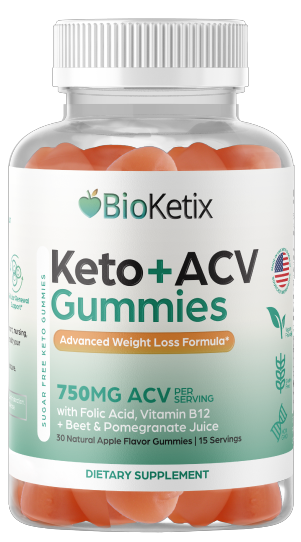 BioKetix
Keto+ACV
Gummies
Advanced Weight Loss Formula*
SUGAR FREE KETO GUMMIES
750MG ACV PER SERVING
with Folic Acid, Vitamin B12
+ Beet & Pomegranate Juice
30 Natural Apple Flavor Gummies | 15 Servings
DIETARY SUPPLEMENT